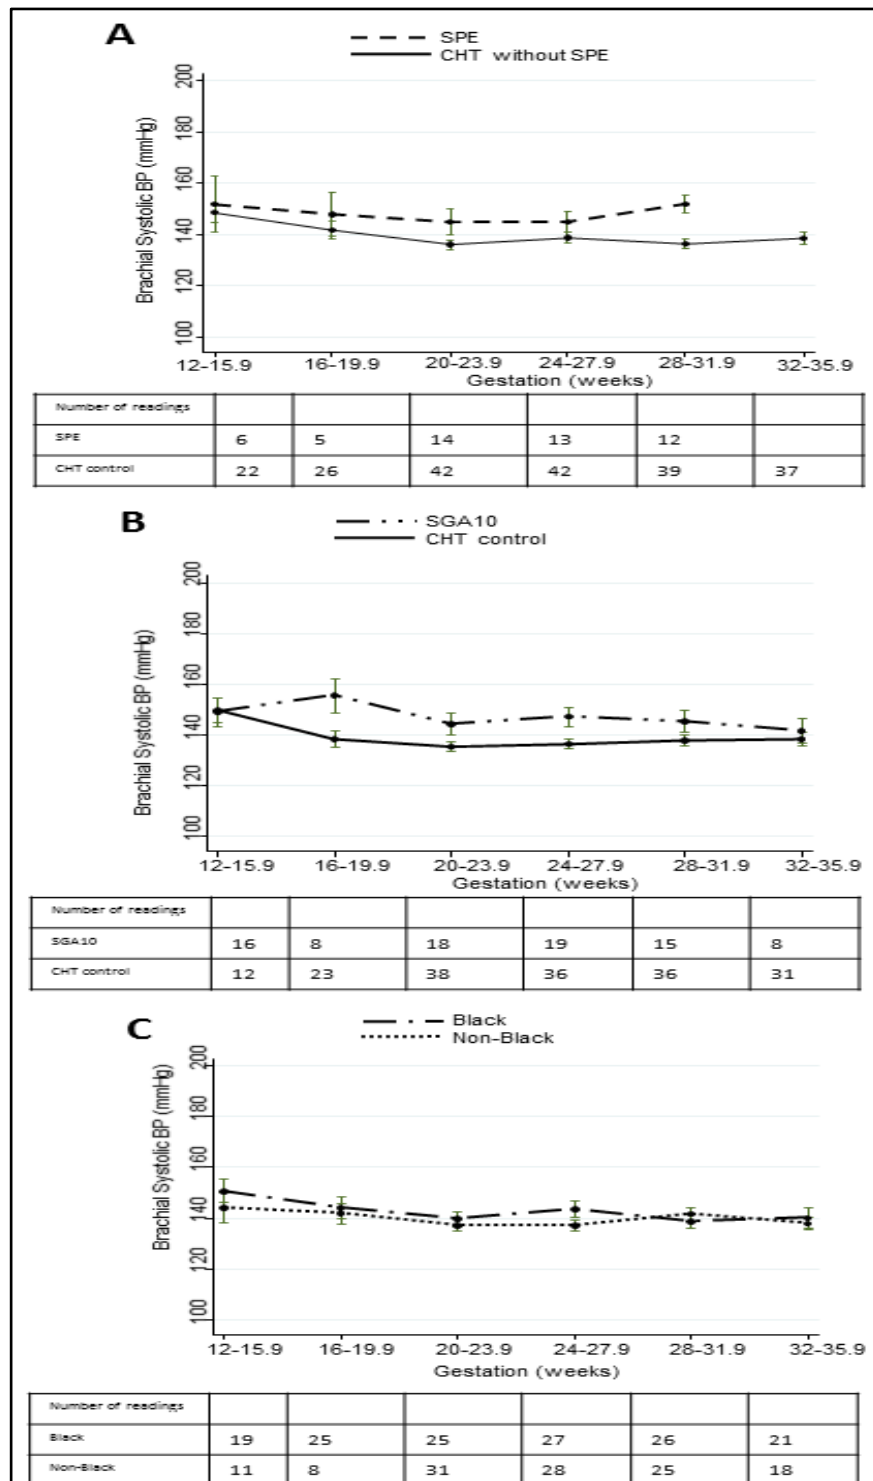 A
SPE
CHT without SPE
Brachial Systolic BP (mmHg)
200
180
160
140
120
100
12-15.9 16-19.9 20-23.9 24-27.9 28-31.9 32-35.9
Gestation (weeks)
Number of readings
SPE 6 5 14 13 12
CHT control 22 26 42 42 39 37
B
SGA10
CHT control
Brachial Systolic BP (mmHg)
200
180
160
140
120
100
12-15.9 16-19.9 20-23.9 24-27.9 28-31.9 32-35.9
Gestation (weeks)
Number of readings
SGA10 16 8 18 19 15 8
CHT control 12 23 38 36 36 31
C
Black
Non-Black
Brachial Systolic BP (mmHg)
200
180
160
140
120
100
12-15.9 16-19.9 20-23.9 24-27.9 28-31.9 32-35.9
Gestation (weeks)
Number of readings
Black 19 25 25 27 26 21
Non-Black 11 8 31 28 25 18